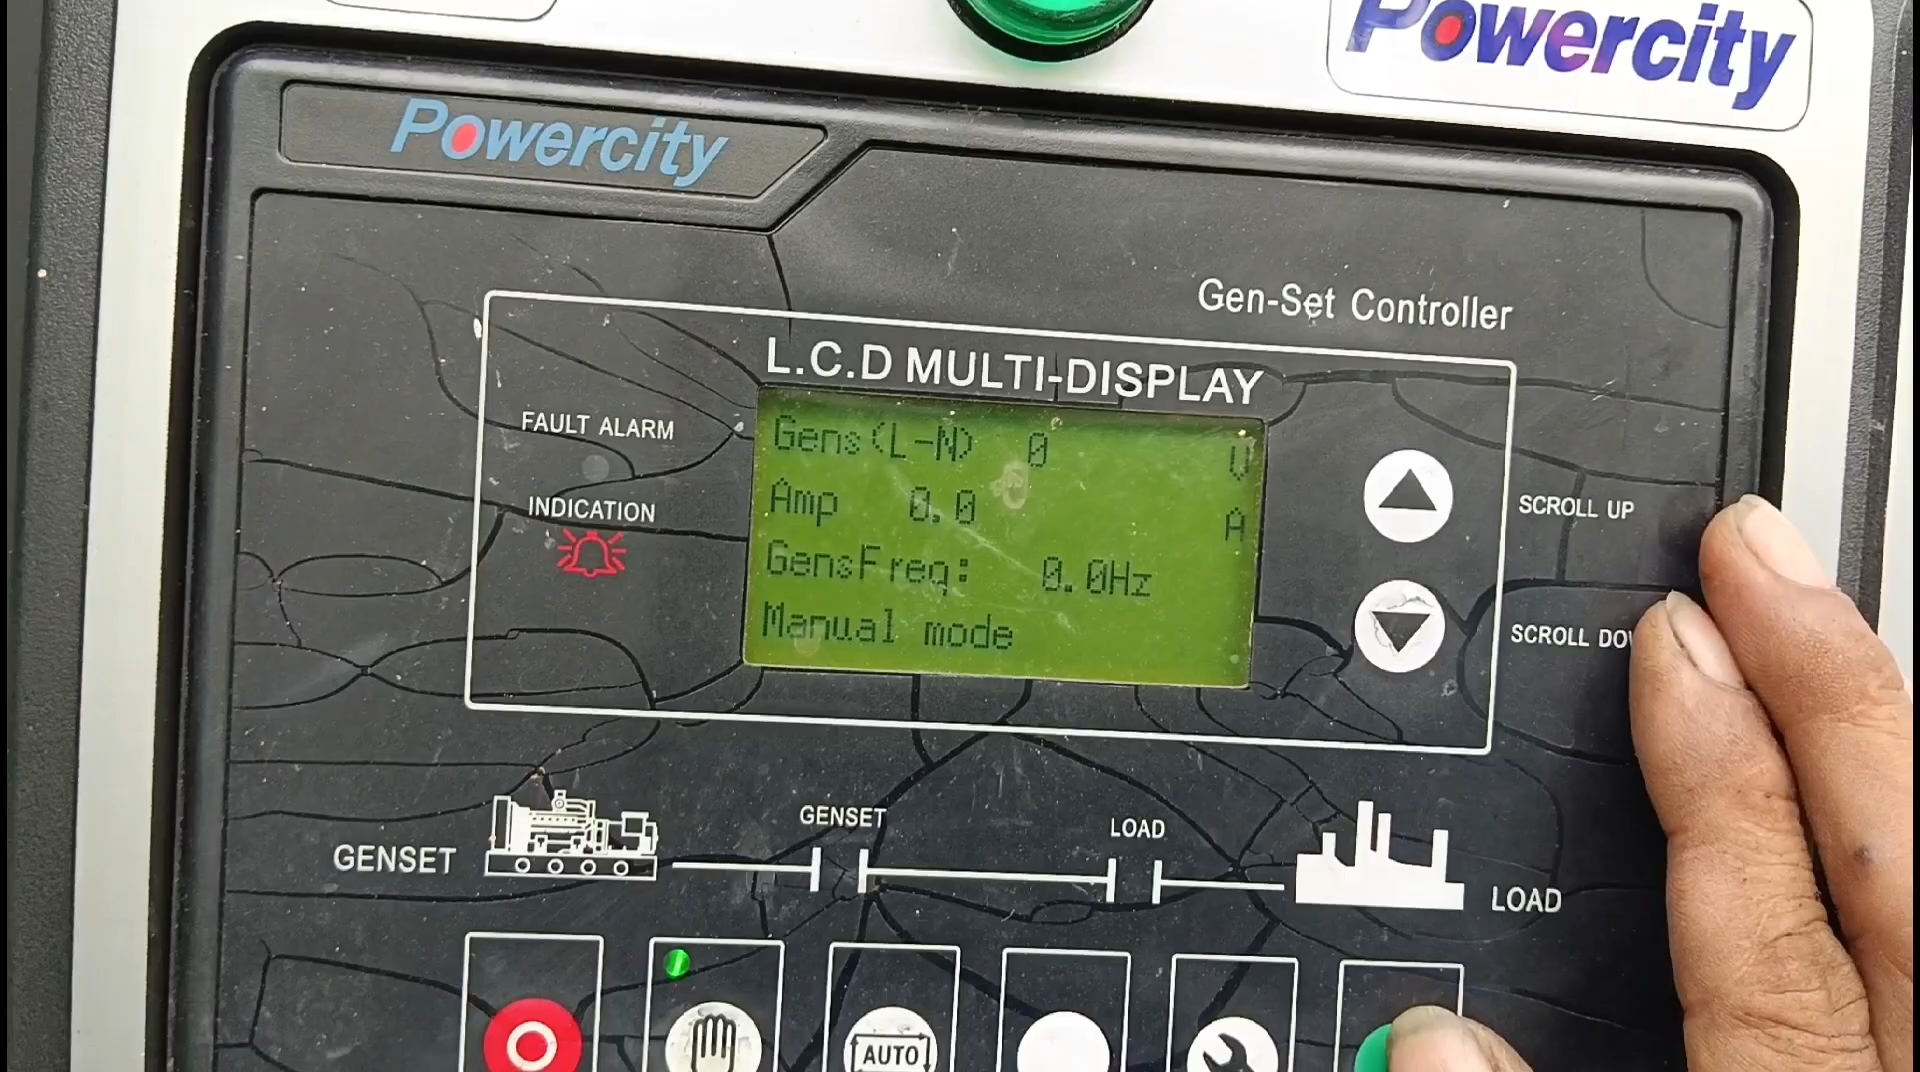 Powercity
Powercity
Gen-Set Controller
L.C.D MULTI-DISPLAY
FAULT ALARM
INDICATION
Gens(L-N) 0 V
Amp 0.0 A
GensFreq: 0.0Hz
Manual mode
SCROLL UP
SCROLL
GENSET
GENSET
LOAD
LOAD
AUTO